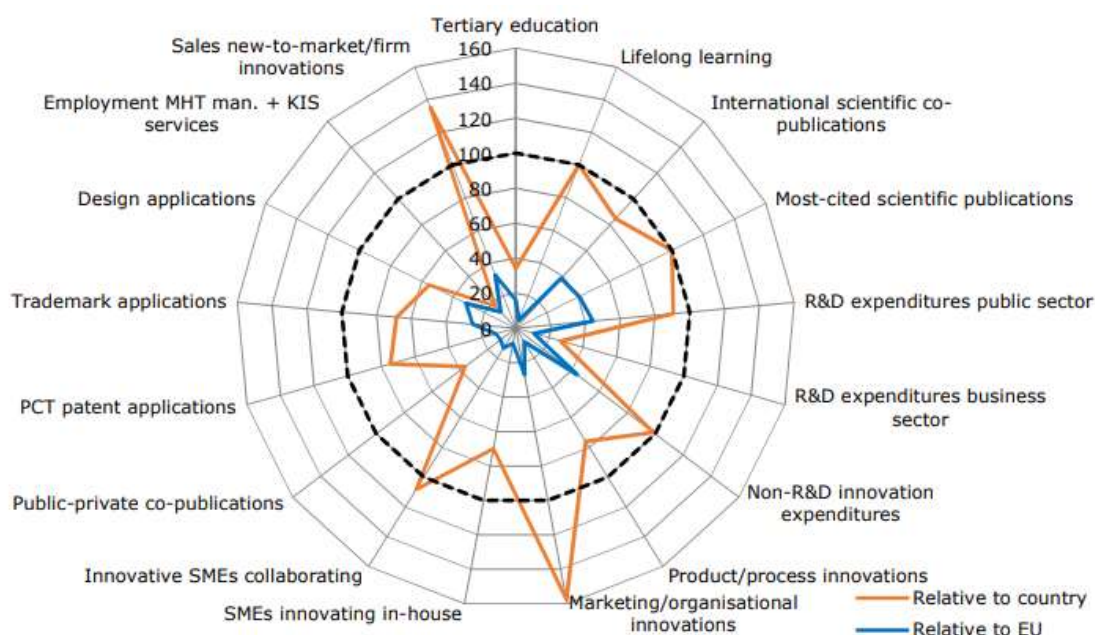 Tertiary education
Sales new-to-market/firm
innovations
Lifelong learning
Employment MHT man. + KIS
services
International scientific co-
publications
Design applications
Most-cited scientific publications
Trademark applications
R&D expenditures public sector
PCT patent applications
R&D expenditures business
sector
Public-private co-publications
Non-R&D innovation
expenditures
Innovative SMEs collaborating
Product/process innovations
SMEs innovating in-house
Marketing/organisational
innovations
160
140
120
100
80
60
40
20
0
Relative to country
Relative to EU